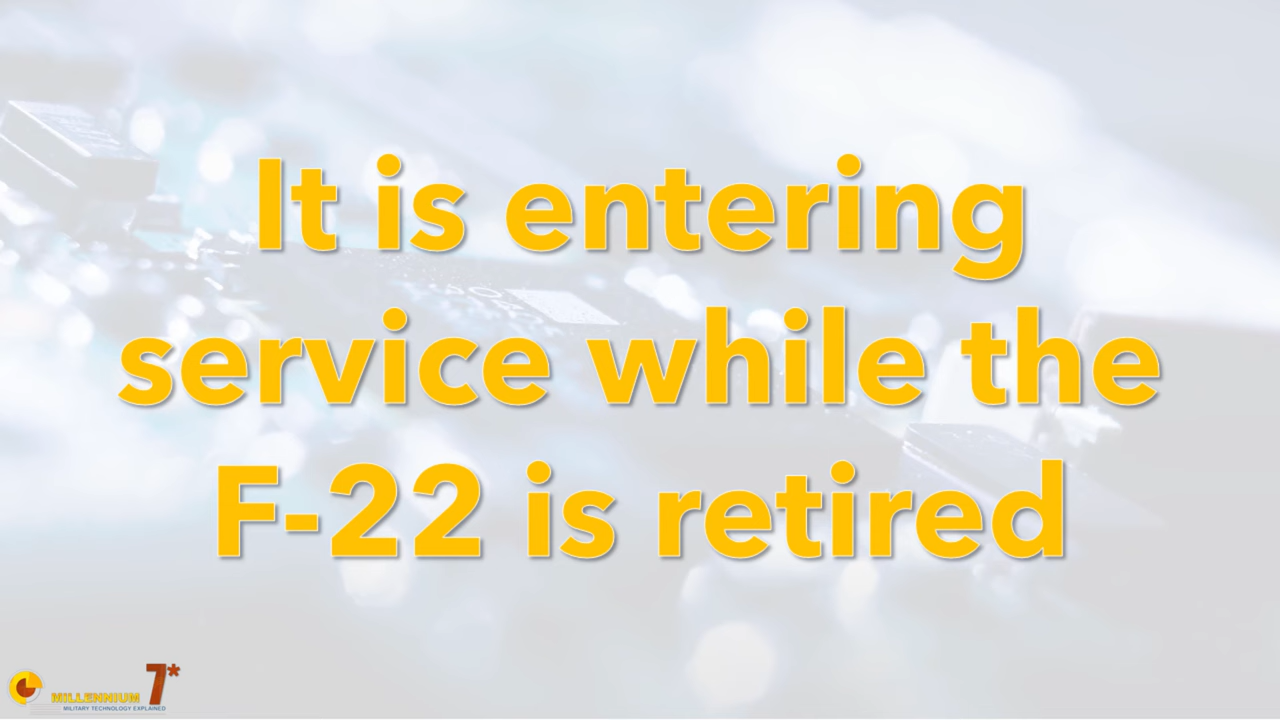 It is entering
service while the
F-22 is retired
MILLENNIUM 7*
MILITARY TECHNOLOGY EXPLAINED